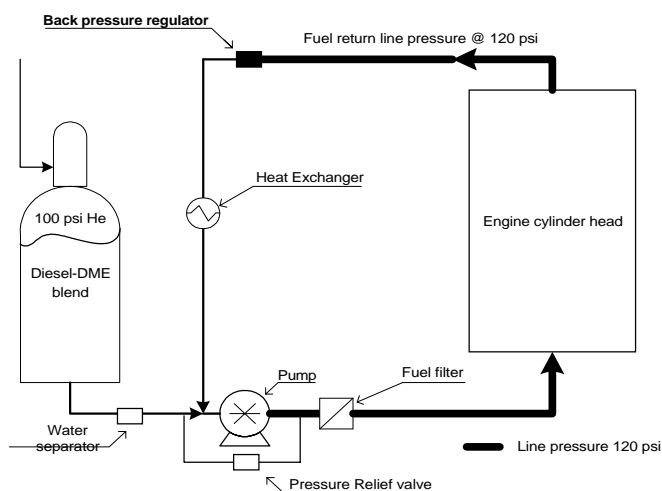 Back pressure regulator
Fuel return line pressure @ 120 psi
Heat Exchanger
100 psi He
Engine cylinder head
Diesel-DME
blend
Pump
Fuel filter
Water
separator
Line pressure 120 psi
Pressure Relief valve